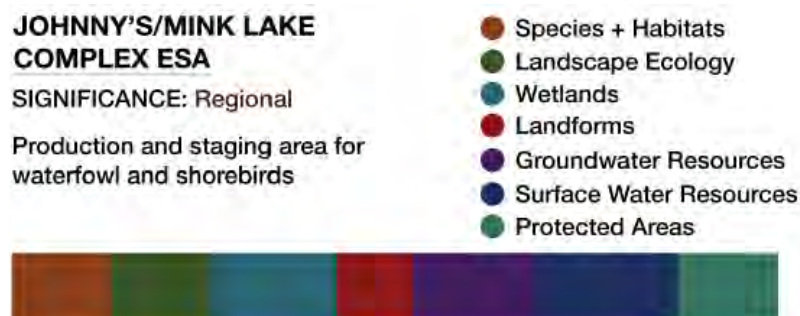 JOHNNY'S/MINK LAKE
COMPLEX ESA
SIGNIFICANCE: Regional
Production and staging area for
waterfowl and shorebirds
Species + Habitats
Landscape Ecology
Wetlands
Landforms
Groundwater Resources
Surface Water Resources
Protected Areas